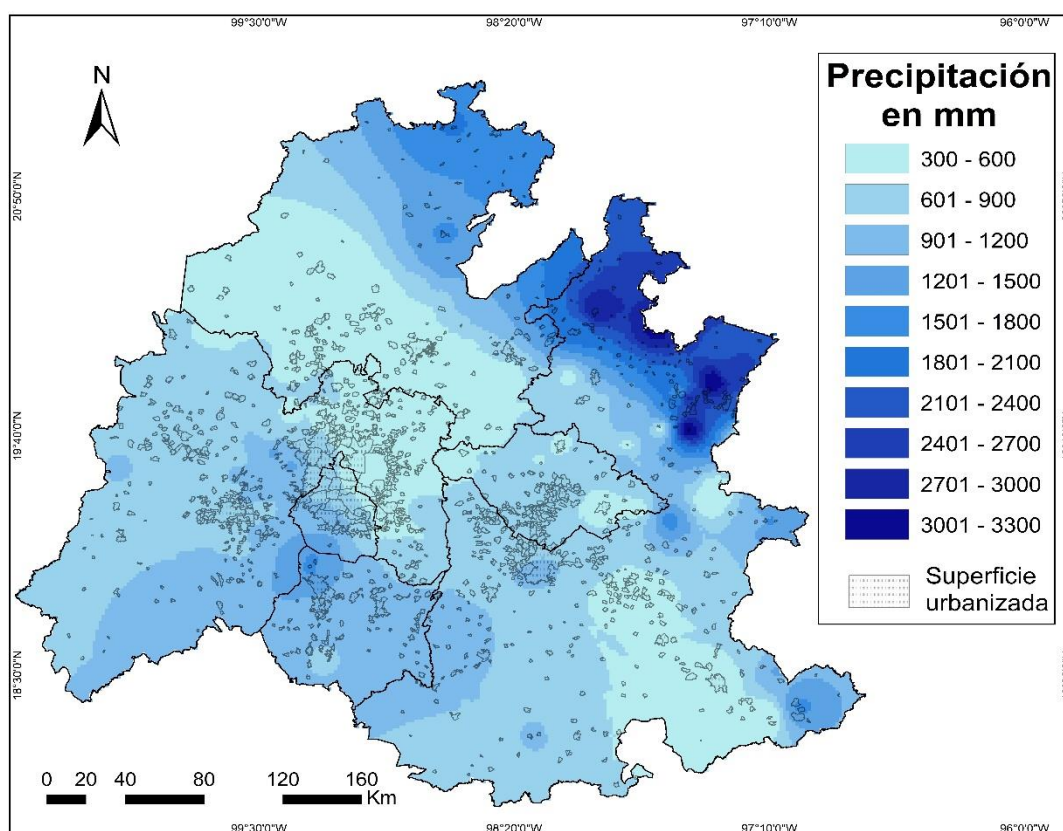 99°30'0"W 98°20'0"W 97°10'0"W 96°0'0"W
N
20°50'0"N
19°40'0"N
18°30'0"N
Precipitación
en mm
300 - 600
601 - 900
901 - 1200
1201 - 1500
1501 - 1800
1801 - 2100
2101 - 2400
2401 - 2700
2701 - 3000
3001 - 3300
Superficie
urbanizada
0 20 40 80 120 160
Km
99°30'0"W 98°20'0"W 97°10'0"W 96°0'0"W